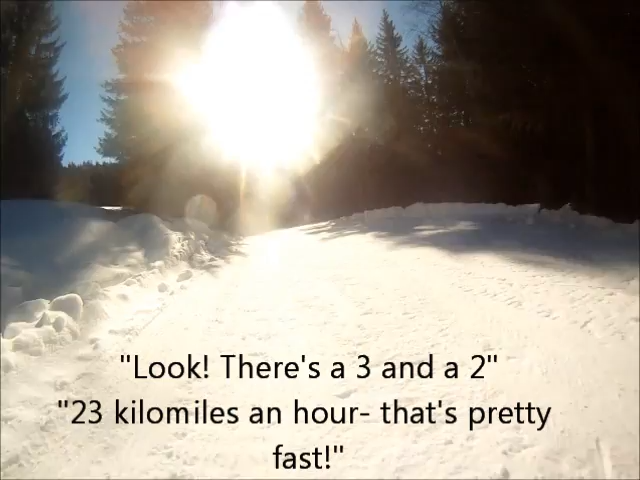 "Look! There's a 3 and a 2"
"23 kilomiles an hour- that's pretty
fast!"